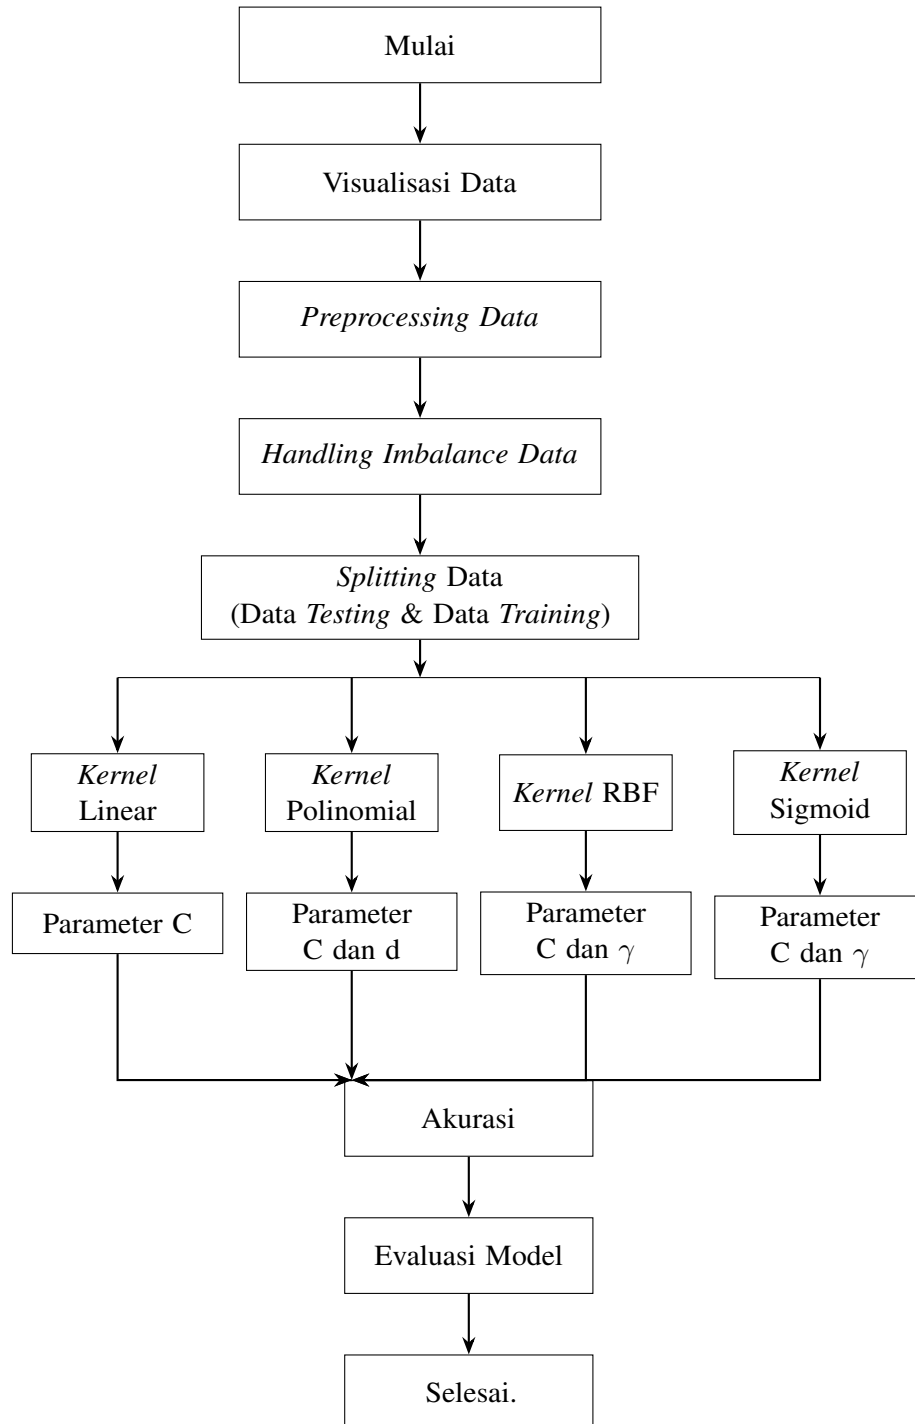 Mulai
Visualisasi Data
Preprocessing Data
Handling Imbalance Data
Splitting Data
(Data Testing & Data Training)
Kernel
Linear
Kernel
Polinomial
Kernel RBF
Kernel
Sigmoid
Parameter C
Parameter
C dan d
Parameter
C dan γ
Parameter
C dan γ
Akurasi
Evaluasi Model
Selesai.